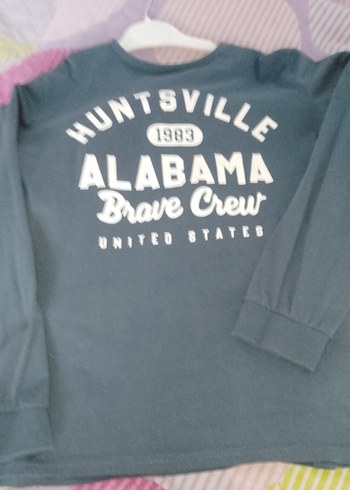 HUNTSVILLE
1983
ALABAMA
Brave Crew
UNITED STATES